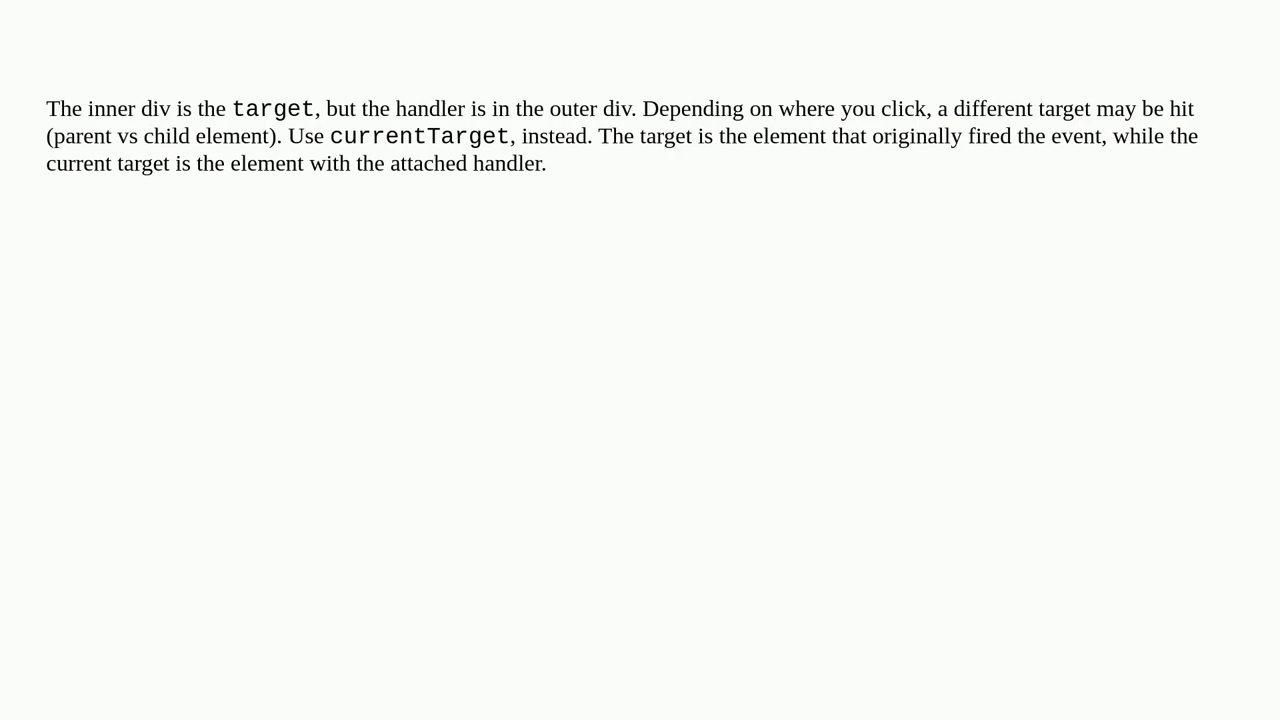 The inner div is the target, but the handler is in the outer div. Depending on where you click, a different target may be hit
(parent vs child element). Use currentTarget, instead. The target is the element that originally fired the event, while the
current target is the element with the attached handler.